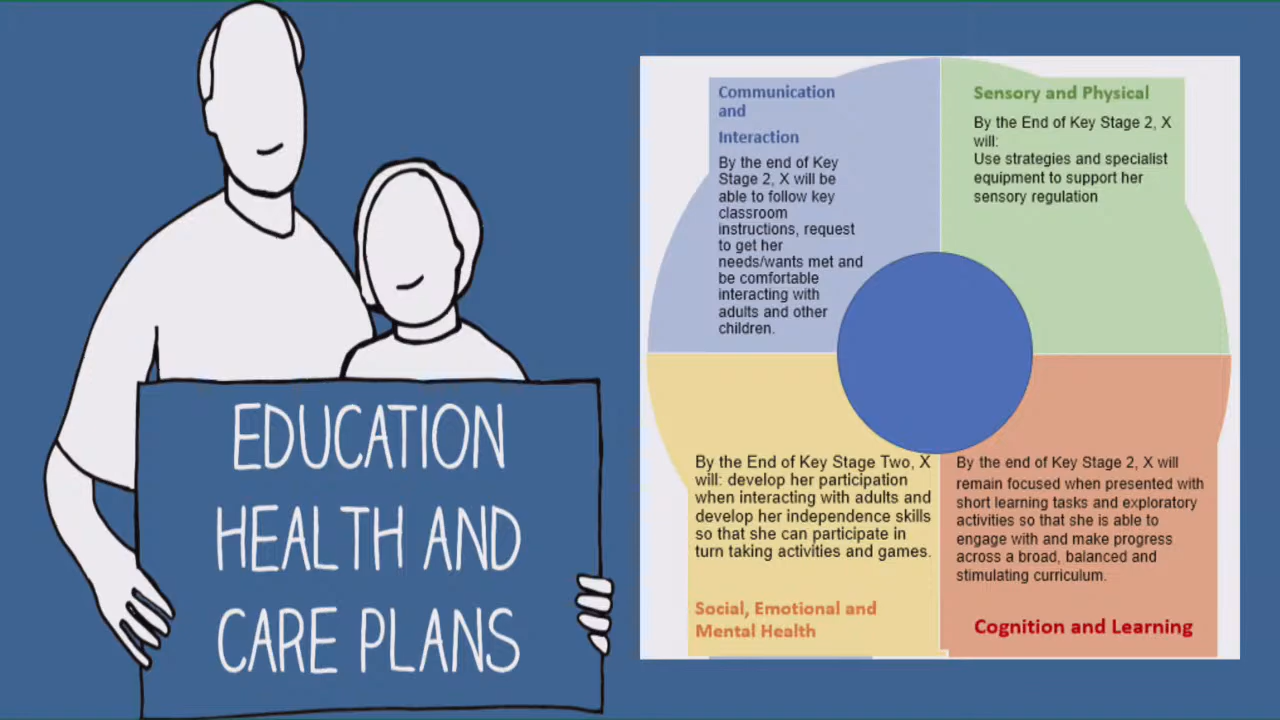 EDUCATION
HEALTH AND
CARE PLANS
Communication
and
Interaction
By the end of Key
Stage 2, X will be
able to follow key
classroom
instructions, request
to get her
needs/wants met and
be comfortable
interacting with
adults and other
children.
Sensory and Physical
By the End of Key Stage 2, X
will:
Use strategies and specialist
equipment to support her
sensory regulation
By the End of Key Stage Two, X
will: develop her participation
when interacting with adults and
develop her independence skills
so that she can participate in
turn taking activities and games.
Social, Emotional and
Mental Health
By the end of Key Stage 2, X will
remain focused when presented with
short learning tasks and exploratory
activities so that she is able to
engage with and make progress
across a broad, balanced and
stimulating curriculum.
Cognition and Learning